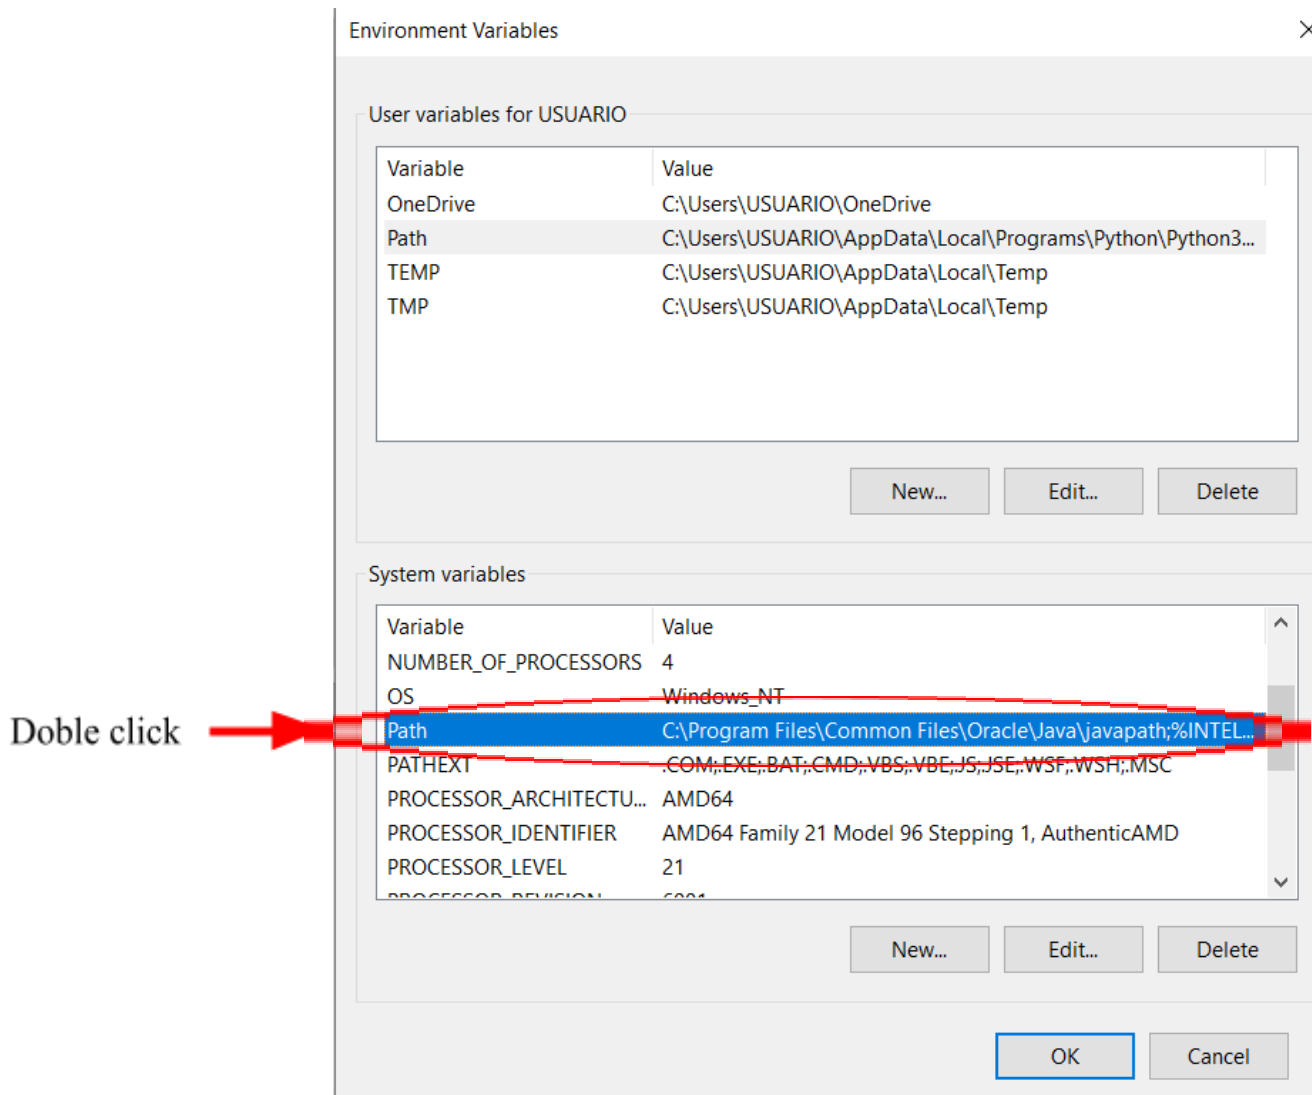 Environment Variables
User variables for USUARIO
Variable Value
OneDrive C:\Users\USUARIO\OneDrive
Path C:\Users\USUARIO\AppData\Local\Programs\Python\Python3...
TEMP C:\Users\USUARIO\AppData\Local\Temp
TMP C:\Users\USUARIO\AppData\Local\Temp
New... Edit... Delete
System variables
Variable Value
NUMBER_OF_PROCESSORS 4
OS Windows_NT
Doble click
Path C:\Program Files\Common Files\Oracle\Java\javapath;%INTEL...
PATHEXT .COM;.EXE;.BAT;.CMD;.VBS;.VBE;.JS;.JSE;.WSF;.WSH;.MSC
PROCESSOR_ARCHITECTU... AMD64
PROCESSOR_IDENTIFIER AMD64 Family 21 Model 96 Stepping 1, AuthenticAMD
PROCESSOR_LEVEL 21
New... Edit... Delete
OK Cancel